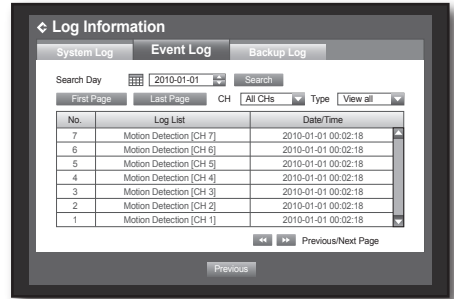 Log Information
System Log Event Log Backup Log
Search Day 2010-01-01 Search
First Page Last Page CH All CHs Type View all
No. Log List Date/Time
7 Motion Detection [CH 7] 2010-01-01 00:02:18
6 Motion Detection [CH 6] 2010-01-01 00:02:18
5 Motion Detection [CH 5] 2010-01-01 00:02:18
4 Motion Detection [CH 4] 2010-01-01 00:02:18
3 Motion Detection [CH 3] 2010-01-01 00:02:18
2 Motion Detection [CH 2] 2010-01-01 00:02:18
1 Motion Detection [CH 1] 2010-01-01 00:02:18
Previous/Next Page
Previous